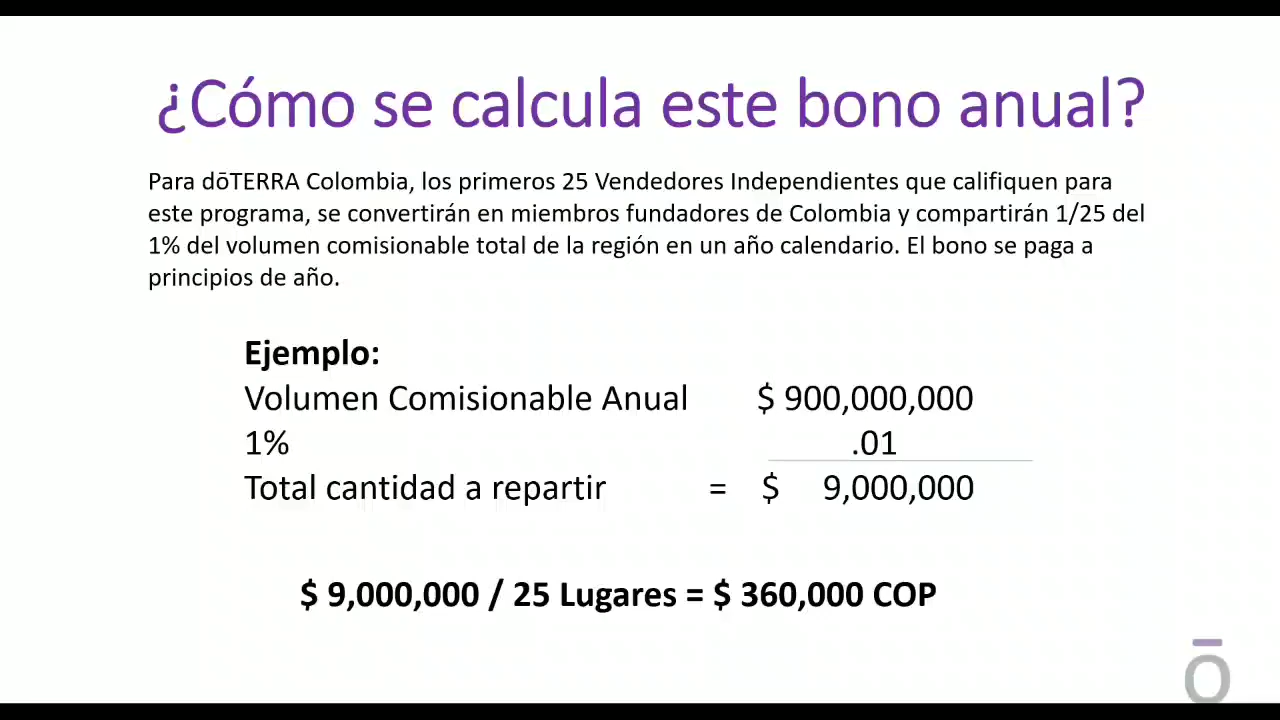 ¿Cómo se calcula este bono anual?
Para dōTERRA Colombia, los primeros 25 Vendedores Independientes que califiquen para
este programa, se convertirán en miembros fundadores de Colombia y compartirán 1/25 del
1% del volumen comisionable total de la región en un año calendario. El bono se paga a
principios de año.
Ejemplo:
Volumen Comisionable Anual $ 900,000,000
1% .01
Total cantidad a repartir = $ 9,000,000
$ 9,000,000 / 25 Lugares = $ 360,000 COP
ō